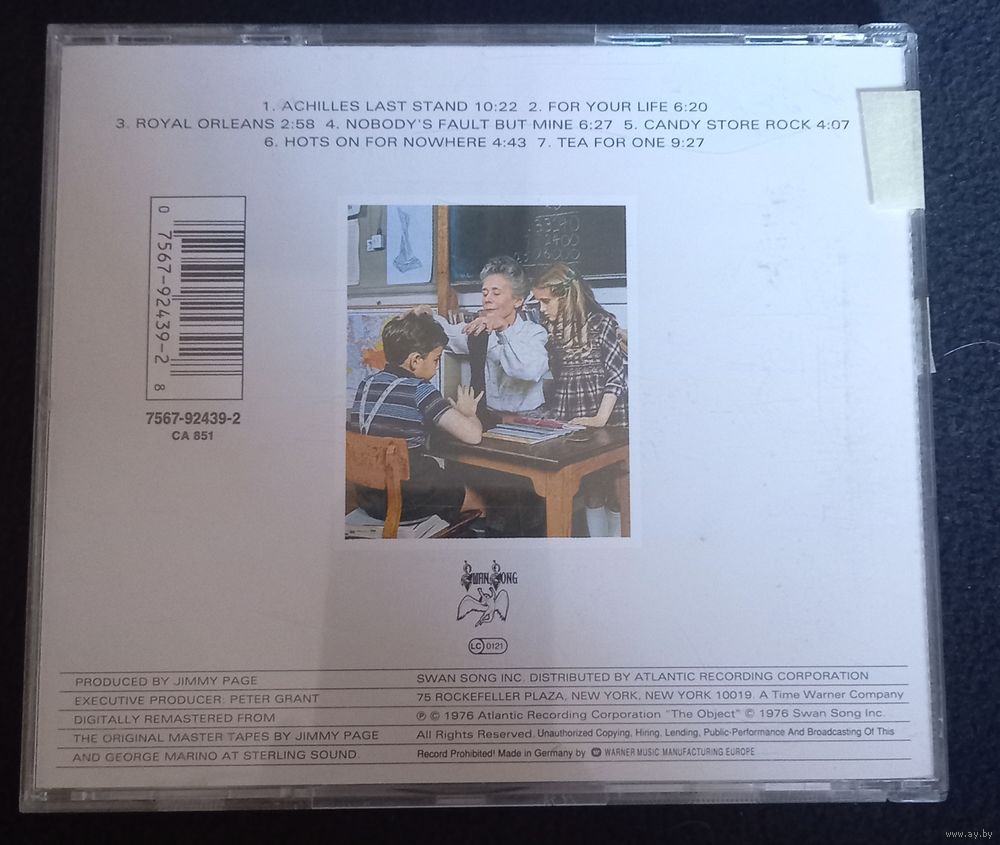 1. ACHILLES LAST STAND 10:22 2. FOR YOUR LIFE 6:20
3. ROYAL ORLEANS 2:58 4. NOBODY'S FAULT BUT MINE 6:27 5. CANDY STORE ROCK 4:07
6. HOTS ON FOR NOWHERE 4:43 7. TEA FOR ONE 9:27
0 7567-92439-2 8
7567-92439-2
CA 851
SWAN SONG
LC 0121
PRODUCED BY JIMMY PAGE
EXECUTIVE PRODUCER: PETER GRANT
DIGITALLY REMASTERED FROM
THE ORIGINAL MASTER TAPES BY JIMMY PAGE
AND GEORGE MARINO AT STERLING SOUND.
SWAN SONG INC. DISTRIBUTED BY ATLANTIC RECORDING CORPORATION
75 ROCKEFELLER PLAZA, NEW YORK, NEW YORK 10019. A Time Warner Company
℗ © 1976 Atlantic Recording Corporation "The Object" © 1976 Swan Song Inc.
All Rights Reserved. Unauthorized Copying, Hiring, Lending, Public-Performance And Broadcasting Of This
Record Prohibited! Made in Germany by WARNER MUSIC MANUFACTURING EUROPE
www.ay.by